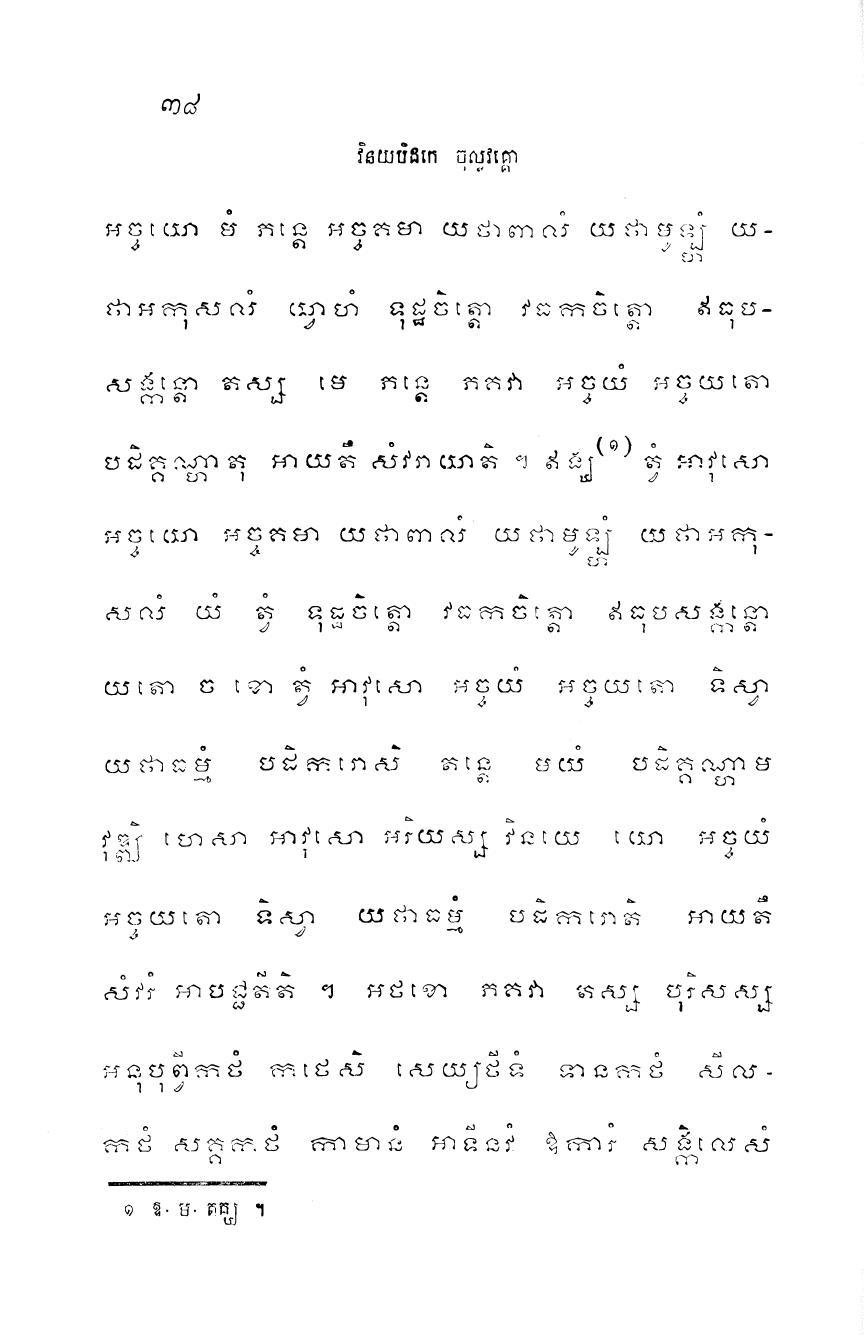 ៣៨
វិនយបិដកេ ចុល្លវគ្គោ
អច្ចយោ មំ ភន្តេ អច្ចគមា យថាពាលំ យថាមូឡ្ហំ យ-
ថាអកុសលំ យ្វាហំ ទុដ្ឋចិត្តោ វធកចិត្តោ ឥធុប-
សង្កន្តោ តស្ស មេ ភន្តេ ភគវា អច្ចយំ អច្ចយតោ
បដិគ្គណ្ហាតុ អាយតឹ សំវរាយាតិ ។ ឥង្ឃ(១) ត្វំ អាវុសោ
អច្ចយោ អច្ចគមា យថាពាលំ យថាមូឡ្ហំ យថាអកុ-
សលំ យំ ត្វំ ទុដ្ឋចិត្តោ វធកចិត្តោ ឥធុបសង្កន្តោ
យតោ ច ខោ ត្វំ អាវុសោ អច្ចយំ អច្ចយតោ ទិស្វា
យថាធម្មំ បដិករោសិ តន្តេ មយំ បដិគ្គណ្ហាម
វុឌ្ឍិ ហេសា អាវុសោ អរិយស្ស វិនយេ យោ អច្ចយំ
អច្ចយតោ ទិស្វា យថាធម្មំ បដិករោតិ អាយតឹ
សំវរំ អាបជ្ជតីតិ ។ អថខោ ភគវា តស្ស បុរិសស្ស
អនុបុព្វីកថំ កថេសិ សេយ្យថីទំ ទានកថំ សីល-
កថំ សគ្គកថំ កាមានំ អាទីនវំ ឱការំ សង្កិលេសំ
១ ឱ. ម. តគ្ឃ ។